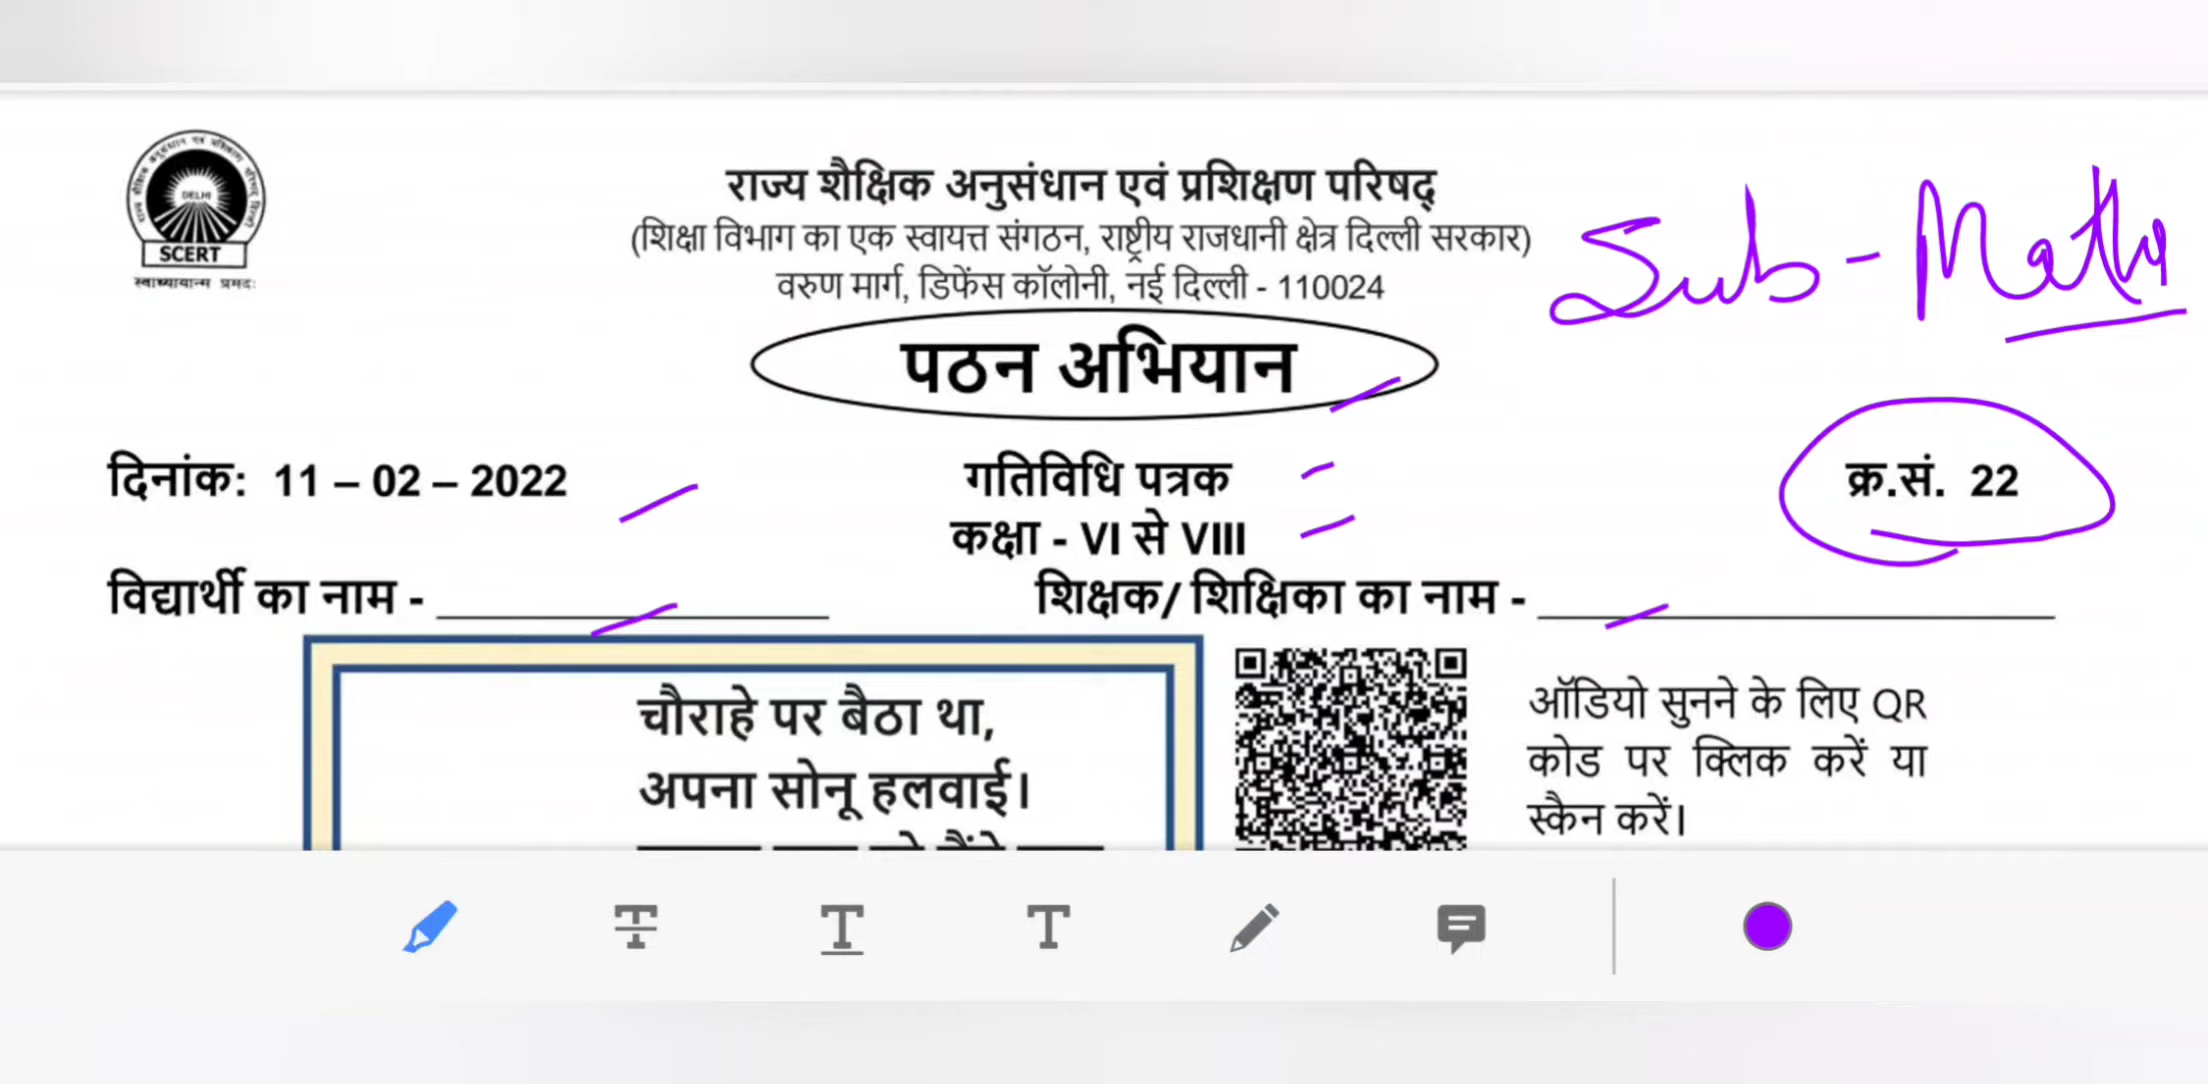 राज्य शैक्षिक अनुसंधान एवं प्रशिक्षण परिषद्
(शिक्षा विभाग का एक स्वायत्त संगठन, राष्ट्रीय राजधानी क्षेत्र दिल्ली सरकार)
वरुण मार्ग, डिफेंस कॉलोनी, नई दिल्ली - 110024
DELHI
SCERT
Sub - Maths
पठन अभियान
दिनांक: 11 – 02 – 2022
गतिविधि पत्रक
क्र.सं. 22
कक्षा - VI से VIII
विद्यार्थी का नाम -
शिक्षक/ शिक्षिका का नाम -
चौराहे पर बैठा था,
अपना सोनू हलवाई।
ऑडियो सुनने के लिए QR
कोड पर क्लिक करें या
स्कैन करें।